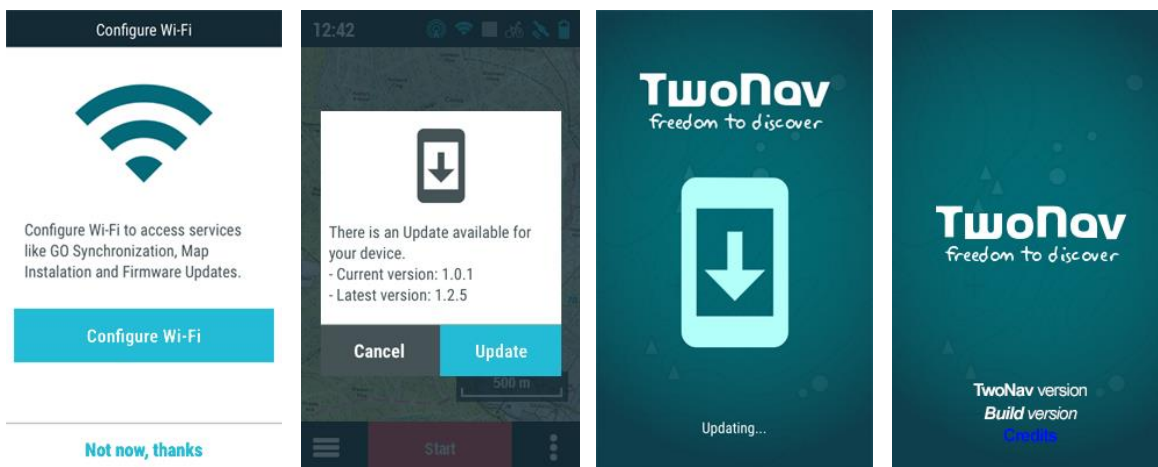 Configure Wi-Fi
Configure Wi-Fi to access services
like GO Synchronization, Map
Instalation and Firmware Updates.
Configure Wi-Fi
Not now, thanks
12:42
There is an Update available for
your device.
- Current version: 1.0.1
- Latest version: 1.2.5
Cancel
Update
500 m
Start
TwoNav
freedom to discover
Updating...
TwoNav
freedom to discover
TwoNav version
Build version
Credits